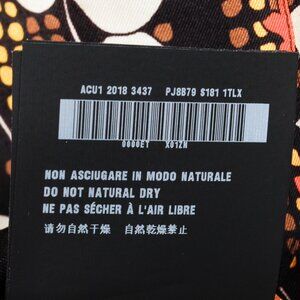 ACU1 2018 3437 PJ8B79 S181 1TLX
0000ET X01ZN
NON ASCIUGARE IN MODO NATURALE
DO NOT NATURAL DRY
NE PAS SÉCHER À L'AIR LIBRE
请勿自然干燥 自然乾燥禁止